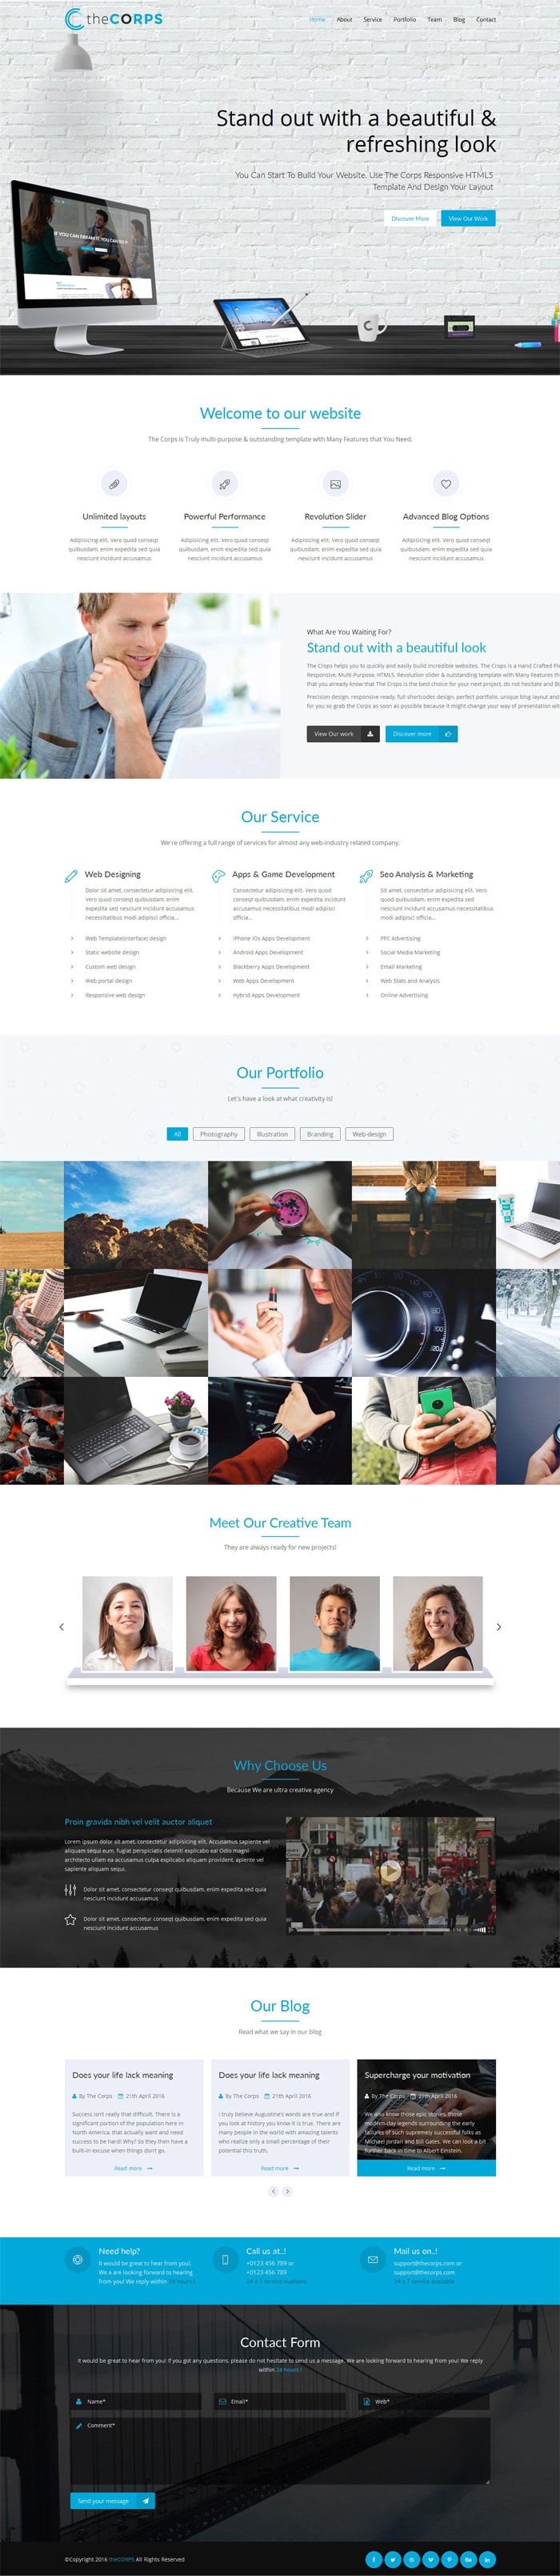 theCORPS
Home About Service Portfolio Team Blog Contact
Stand out with a beautiful &
refreshing look
You Can Start To Build Your Website. Use The Corps Responsive HTML5
Template And Design Your Layout
Discover More View Our Work
IF YOU CAN DREAM IT, YOU CAN DO IT
Welcome to our website
The Corps is Truly multi-purpose & outstanding template with Many Features that You Need.
Unlimited layouts
Adipisicing elit. Vero quod conseqt
quibusdam, enim expedita sed quia
nesciunt incidunt accusamus
Powerful Performance
Adipisicing elit. Vero quod conseqt
quibusdam, enim expedita sed quia
nesciunt incidunt accusamus
Revolution Slider
Adipisicing elit. Vero quod conseqt
quibusdam, enim expedita sed quia
nesciunt incidunt accusamus
Advanced Blog Options
Adipisicing elit. Vero quod conseqt
quibusdam, enim expedita sed quia
nesciunt incidunt accusamus
What Are You Waiting For?
Stand out with a beautiful look
The Corps helps you to quickly and easily build incredible websites. The Crops is a Hand Crafted Pi
Responsive, Multi-Purpose, HTML5, Revolution slider & outstanding template with Many Features th
that you already know that The Crops is the best choice for your next project, do not hesitate and B
Precision design, responsive ready, full shortcodes design, perfect portfolio, unique blog layout and
for you so grab the Corps as soon as possible because it might change your way of presentation wit
View Our work Discover more
Our Service
We're offering a full range of services for almost any web-industry related company.
Web Designing
Dolor sit amet, consectetur adipisicing elit.
Vero quod conseqt quibusdam, enim
expedita sed nesciunt incidunt accusamus
necessitatibus modi adipisci officia...
Web Template(interface) design
Static website design
Custom web design
Web portal design
Responsive web design
Apps & Game Development
Consectetur adipisicing elit. Vero quod
conseqt quibusdam, enim expedita incidunt
accusamus necessitatibus modi adipisci
officia...
iPhone iOs Apps Development
Android Apps Development
Blackberry Apps Development
Web Apps Development
Hybrid Apps Development
Seo Analysis & Marketing
Sit amet, consectetur adipisicing elit. Vero
quod conseqt quibusdam, enim expedita sed
nesciunt incidunt accusamus necessitatibus
modi adipisci officia...
PPC Advertising
Social Media Marketing
Email Marketing
Web Stats and Analysis
Online Advertising
Our Portfolio
Let's have a look at what creativity is!
All Photography Illustration Branding Web-design
Meet Our Creative Team
They are always ready for new projects!
Why Choose Us
Because We are ultra creative agency
Proin gravida nibh vel velit auctor aliquet
Lorem ipsum dolor sit amet, consectetur adipisicing elit. Accusamus sapiente vel
aliquam sequi eum, fugiat perspiciatis deleniti explicabo ea! Odio magni
architecto ullam ea accusamus culpa explicabo aliquam provident, apiente vel
sapiente aliquam sequi.
Dolor sit amet, consectetur conseqt quibusdam, enim expedita sed quia
nesciunt incidunt accusamus
Dolor sit amet, consectetur conseqt quibusdam, enim expedita sed quia
nesciunt incidunt accusamus
Our Blog
Read what we say in our blog
Does your life lack meaning
By The Corps 21th April 2016
Success isn't really that difficult. There is a
significant portion of the population here in
North America, that actually want and need
success to be hard! Why? So they then have a
built-in excuse when things don't go.
Read more
Does your life lack meaning
By The Corps 21th April 2016
I truly believe Augustine's words are true and if
you look at history you know it is true. There are
many people in the world with amazing talents
who realize only a small percentage of their
potential this truth.
Read more
Supercharge your motivation
By The Corps 21th April 2016
We also know those epic stories, those
modern-day legends surrounding the early
failures of such supremely successful folks as
Michael Jordan and Bill Gates. We can look a bit
further back in time to Albert Einstein.
Read more
Need help?
It would be great to hear from you!.
We a are looking forward to hearing
from you! We reply within 24 hours !
Call us at..!
+0123 456 789 or
+0123 456 789
24 x 7 service available
Mail us on..!
support@thecorps.com or
support@thecorps.com
24 x 7 service available
Contact Form
It would be great to hear from you! If you got any questions, please do not hesitate to send us a message. We are looking forward to hearing from you! We reply
within 24 hours !
Name* Email* Web*
Comment*
Send your message
©Copyright 2016 theCORPS All Rights Reserved